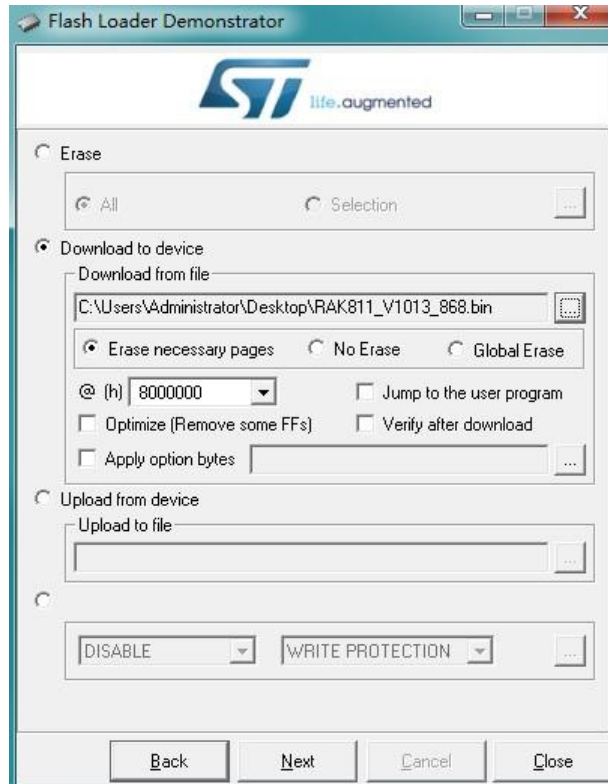 Flash Loader Demonstrator
ST life.augmented
Erase
All Selection ...
Download to device
Download from file
C:\Users\Administrator\Desktop\RAK811_V1013_868.bin ...
Erase necessary pages No Erase Global Erase
@ (h) 8000000 Jump to the user program
Optimize (Remove some FFs) Verify after download
Apply option bytes ...
Upload from device
Upload to file
...
DISABLE WRITE PROTECTION ...
Back Next Cancel Close